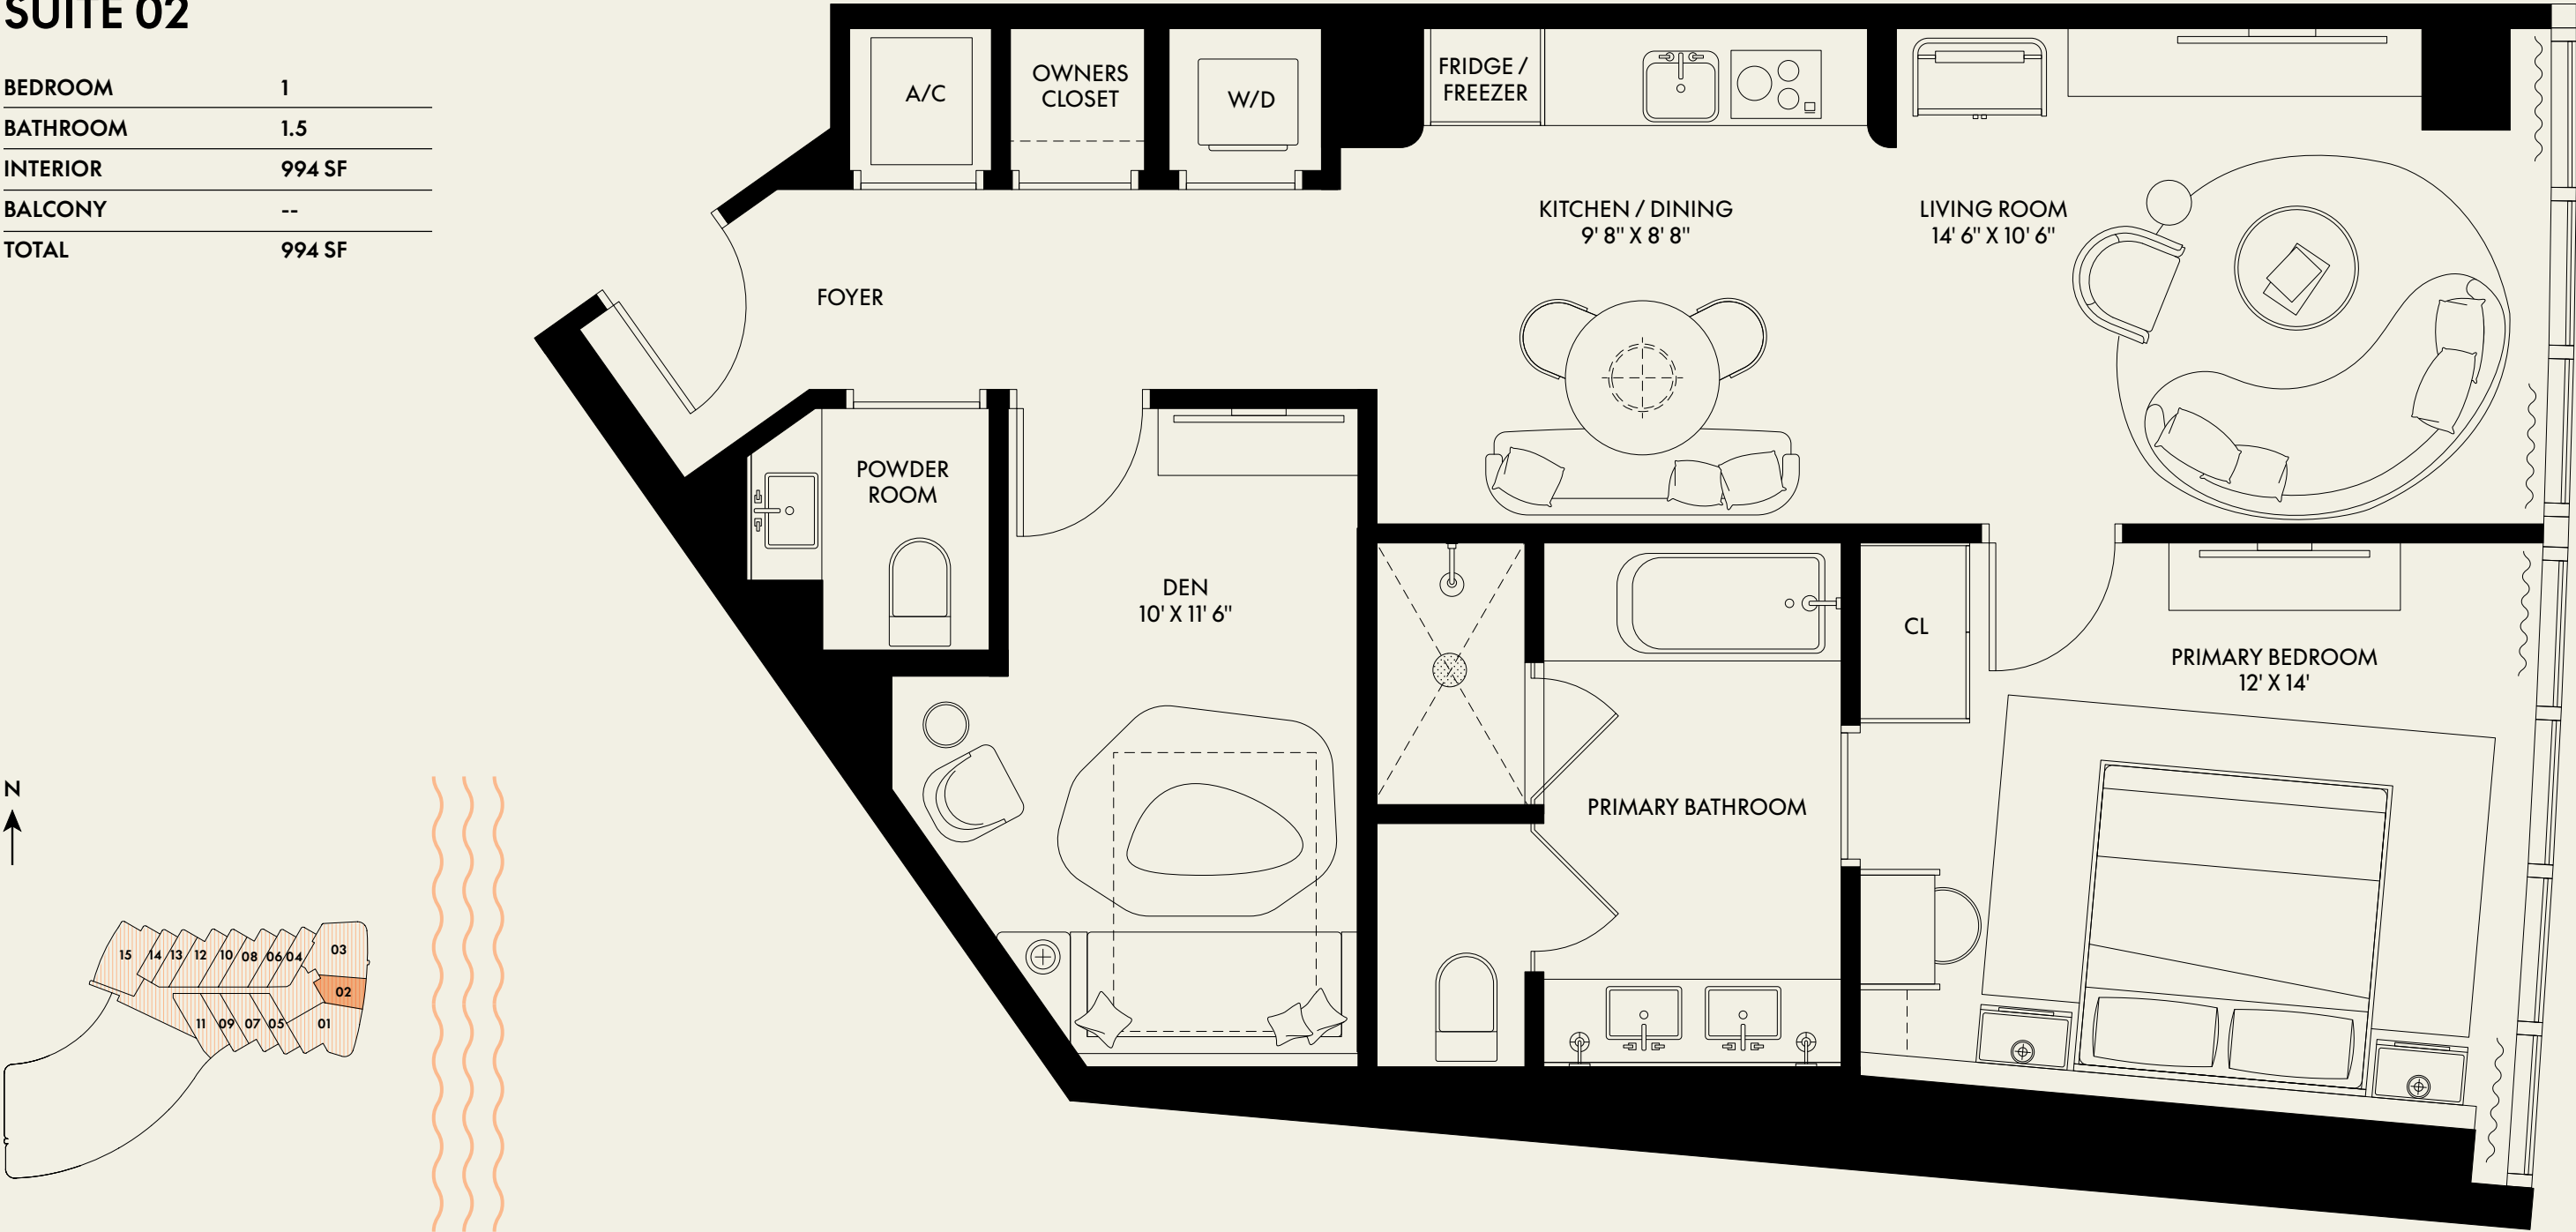 SUITE 02
BEDROOM 1
BATHROOM 1.5
INTERIOR 994 SF
BALCONY --
TOTAL 994 SF
A/C
OWNERS
CLOSET
W/D
FRIDGE /
FREEZER
KITCHEN / DINING
9' 8" X 8' 8"
LIVING ROOM
14' 6" X 10' 6"
FOYER
POWDER
ROOM
DEN
10' X 11' 6"
CL
PRIMARY BEDROOM
12' X 14'
PRIMARY BATHROOM
N
15 14 13 12 10 08 06 04 03
02
11 09 07 05 01